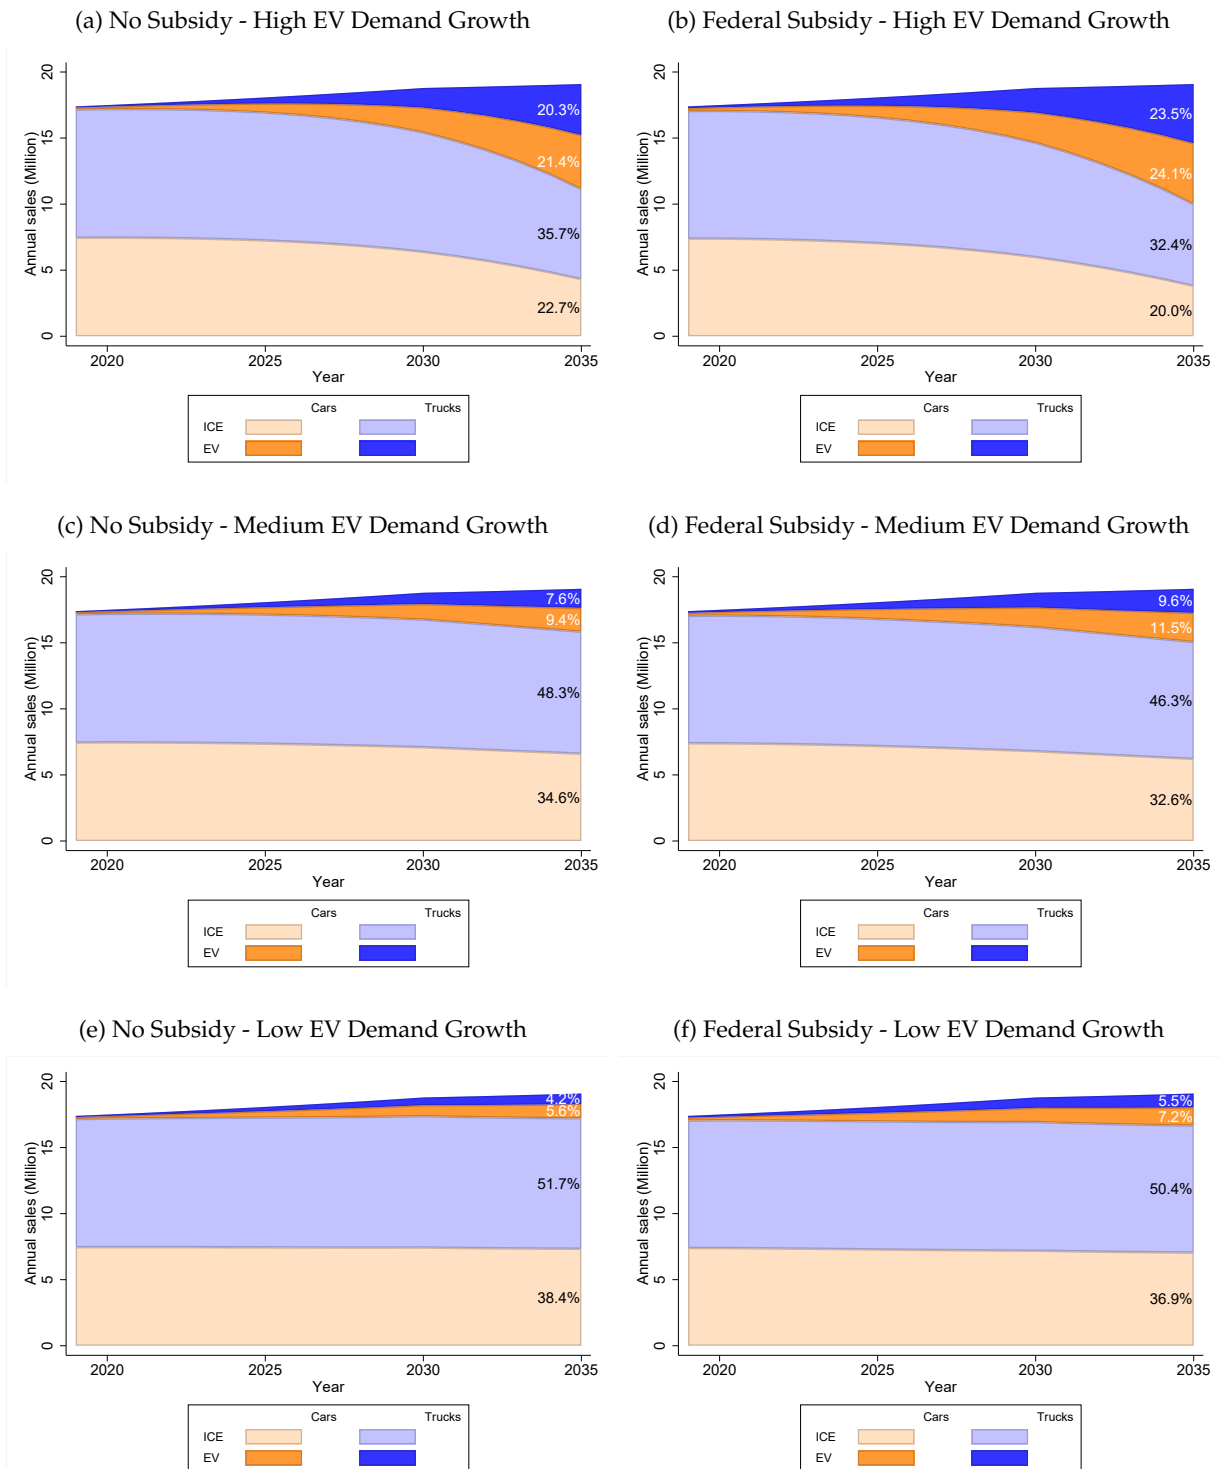 (a) No Subsidy - High EV Demand Growth
Annual sales (Million)
20
15
10
5
0
20.3%
21.4%
35.7%
22.7%
2020 2025 2030 2035
Year
Cars Trucks
ICE
EV
(b) Federal Subsidy - High EV Demand Growth
Annual sales (Million)
20
15
10
5
0
23.5%
24.1%
32.4%
20.0%
2020 2025 2030 2035
Year
Cars Trucks
ICE
EV
(c) No Subsidy - Medium EV Demand Growth
Annual sales (Million)
20
15
10
5
0
7.6%
9.4%
48.3%
34.6%
2020 2025 2030 2035
Year
Cars Trucks
ICE
EV
(d) Federal Subsidy - Medium EV Demand Growth
Annual sales (Million)
20
15
10
5
0
9.6%
11.5%
46.3%
32.6%
2020 2025 2030 2035
Year
Cars Trucks
ICE
EV
(e) No Subsidy - Low EV Demand Growth
Annual sales (Million)
20
15
10
5
0
4.2%
5.6%
51.7%
38.4%
2020 2025 2030 2035
Year
Cars Trucks
ICE
EV
(f) Federal Subsidy - Low EV Demand Growth
Annual sales (Million)
20
15
10
5
0
5.5%
7.2%
50.4%
36.9%
2020 2025 2030 2035
Year
Cars Trucks
ICE
EV